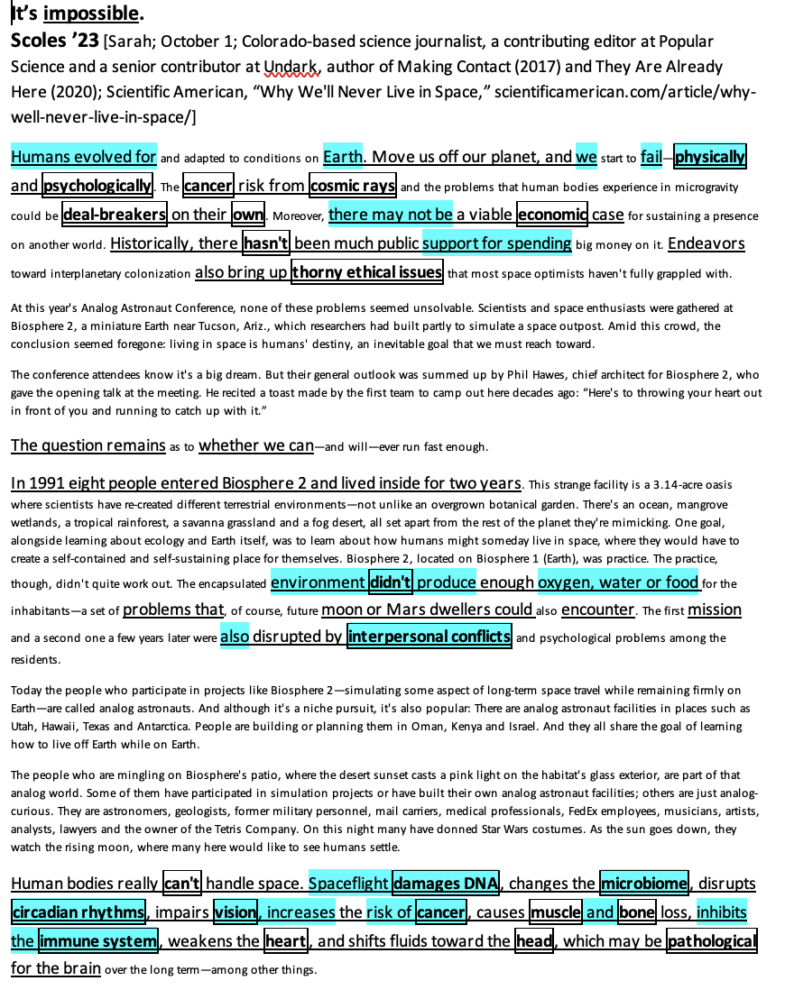 It’s impossible.
Scoles ’23 [Sarah; October 1; Colorado-based science journalist, a contributing editor at Popular
Science and a senior contributor at Undark, author of Making Contact (2017) and They Are Already
Here (2020); Scientific American, “Why We'll Never Live in Space,” scientificamerican.com/article/why-
well-never-live-in-space/]
Humans evolved for and adapted to conditions on Earth. Move us off our planet, and we start to fail—physically
and psychologically. The cancer risk from cosmic rays and the problems that human bodies experience in microgravity
could be deal-breakers on their own. Moreover, there may not be a viable economic case for sustaining a presence
on another world. Historically, there hasn't been much public support for spending big money on it. Endeavors
toward interplanetary colonization also bring up thorny ethical issues that most space optimists haven't fully grappled with.
At this year's Analog Astronaut Conference, none of these problems seemed unsolvable. Scientists and space enthusiasts were gathered at
Biosphere 2, a miniature Earth near Tucson, Ariz., which researchers had built partly to simulate a space outpost. Amid this crowd, the
conclusion seemed foregone: living in space is humans' destiny, an inevitable goal that we must reach toward.
The conference attendees know it's a big dream. But their general outlook was summed up by Phil Hawes, chief architect for Biosphere 2, who
gave the opening talk at the meeting. He recited a toast made by the first team to camp out here decades ago: “Here's to throwing your heart out
in front of you and running to catch up with it.”
The question remains as to whether we can—and will—ever run fast enough.
In 1991 eight people entered Biosphere 2 and lived inside for two years. This strange facility is a 3.14-acre oasis
where scientists have re-created different terrestrial environments—not unlike an overgrown botanical garden. There's an ocean, mangrove
wetlands, a tropical rainforest, a savanna grassland and a fog desert, all set apart from the rest of the planet they're mimicking. One goal,
alongside learning about ecology and Earth itself, was to learn about how humans might someday live in space, where they would have to
create a self-contained and self-sustaining place for themselves. Biosphere 2, located on Biosphere 1 (Earth), was practice. The practice,
though, didn't quite work out. The encapsulated environment didn't produce enough oxygen, water or food for the
inhabitants—a set of problems that, of course, future moon or Mars dwellers could also encounter. The first mission
and a second one a few years later were also disrupted by interpersonal conflicts and psychological problems among the
residents.
Today the people who participate in projects like Biosphere 2—simulating some aspect of long-term space travel while remaining firmly on
Earth—are called analog astronauts. And although it's a niche pursuit, it's also popular: There are analog astronaut facilities in places such as
Utah, Hawaii, Texas and Antarctica. People are building or planning them in Oman, Kenya and Israel. And they all share the goal of learning
how to live off Earth while on Earth.
The people who are mingling on Biosphere's patio, where the desert sunset casts a pink light on the habitat's glass exterior, are part of that
analog world. Some of them have participated in simulation projects or have built their own analog astronaut facilities; others are just analog-
curious. They are astronomers, geologists, former military personnel, mail carriers, medical professionals, FedEx employees, musicians, artists,
analysts, lawyers and the owner of the Tetris Company. On this night many have donned Star Wars costumes. As the sun goes down, they
watch the rising moon, where many here would like to see humans settle.
Human bodies really can't handle space. Spaceflight damages DNA, changes the microbiome, disrupts
circadian rhythms, impairs vision, increases the risk of cancer, causes muscle and bone loss, inhibits
the immune system, weakens the heart, and shifts fluids toward the head, which may be pathological
for the brain over the long term—among other things.